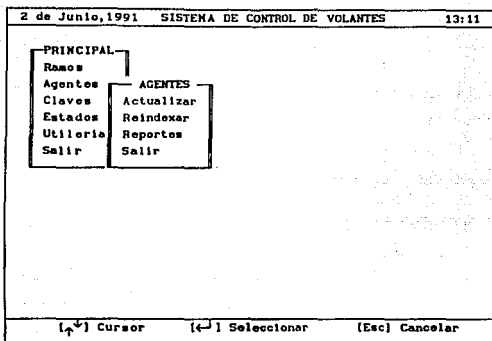 2 de Junio,1991 SISTEMA DE CONTROL DE VOLANTES 13:11
PRINCIPAL
Ramos
Agentes
Claves
Estados
Utileria
Salir
AGENTES
Actualizar
Reindexar
Reportes
Salir
[↑↓] Cursor [↵] Seleccionar [Esc] Cancelar